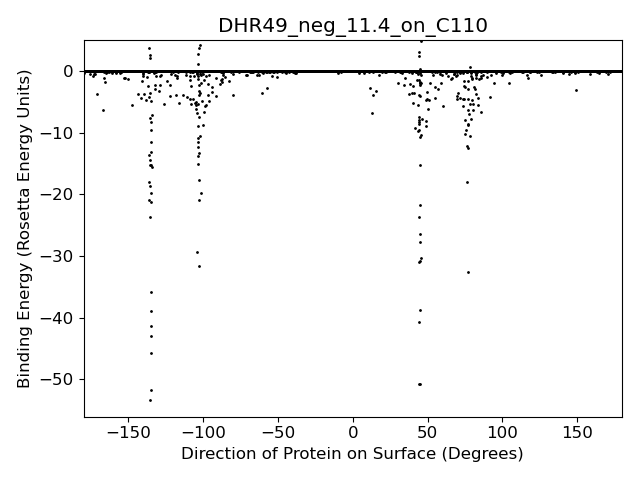 DHR49_neg_11.4_on_C110
0
−10
−20
−30
−40
−50
Binding Energy (Rosetta Energy Units)
−150 −100 −50 0 50 100 150
Direction of Protein on Surface (Degrees)